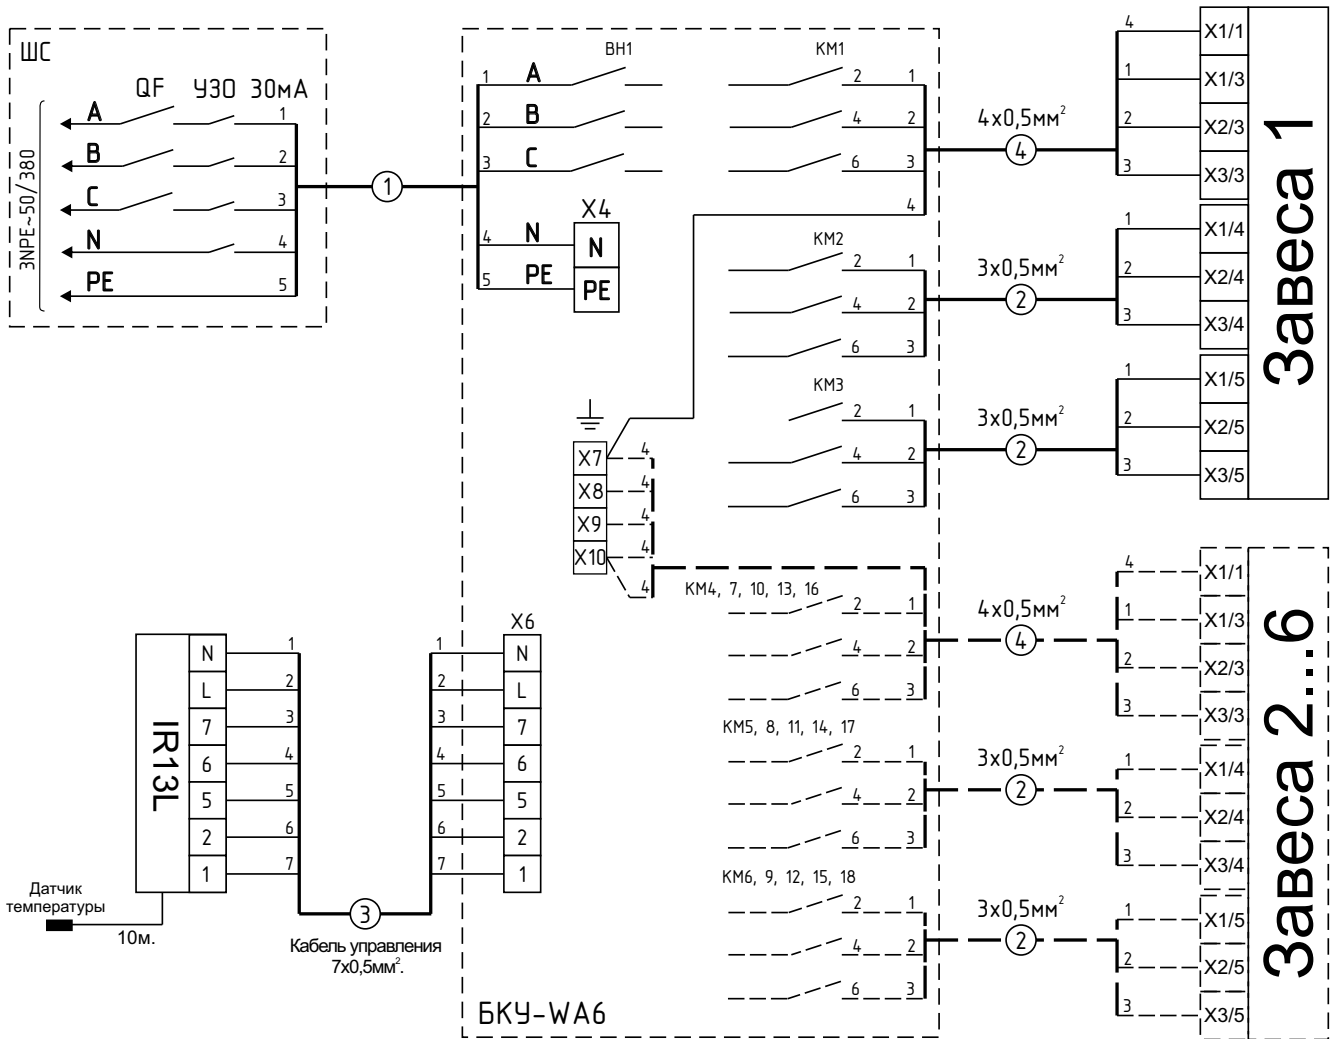 ШС
QF УЗО 30мА
3NPE~50/380
A 1
B 2
C 3
N 4
PE 5
1
BH1
1 A
2 B
3 C
4 N
5 PE
X4
N
PE
KM1
2 1
4 2
6 3
4
4х0,5мм²
4
4 X1/1
1 X1/3
2 X2/3
3 X3/3
KM2
2 1
4 2
6 3
3х0,5мм²
2
1 X1/4
2 X2/4
3 X3/4
KM3
2 1
4 2
6 3
3х0,5мм²
2
1 X1/5
2 X2/5
3 X3/5
Завеса 1
X7 4
X8 4
X9 4
X10 4
4
KM4, 7, 10, 13, 16
2 1
4 2
6 3
4х0,5мм²
4
4 X1/1
1 X1/3
2 X2/3
3 X3/3
KM5, 8, 11, 14, 17
2 1
4 2
6 3
3х0,5мм²
2
1 X1/4
2 X2/4
3 X3/4
KM6, 9, 12, 15, 18
2 1
4 2
6 3
3х0,5мм²
2
1 X1/5
2 X2/5
3 X3/5
Завеса 2...6
IR13L
N 1
L 2
7 3
6 4
5 5
2 6
1 7
X6
1 N
2 L
3 7
4 6
5 5
6 2
7 1
3
Кабель управления
7х0,5мм².
Датчик
температуры
10м.
БКУ-WA6